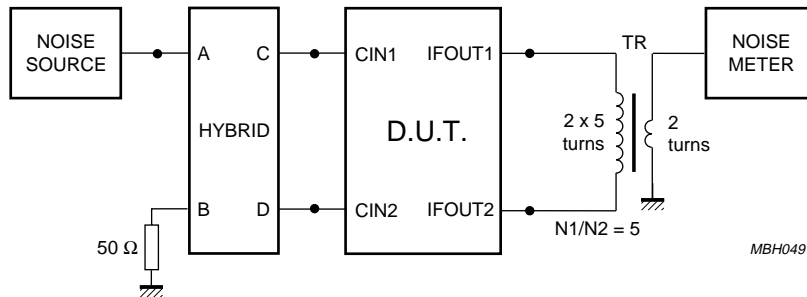 NOISE
SOURCE
A
C
HYBRID
B
D
50 Ω
CIN1
IFOUT1
D.U.T.
CIN2
IFOUT2
TR
2 x 5
turns
2
turns
N1/N2 = 5
NOISE
METER
MBH049